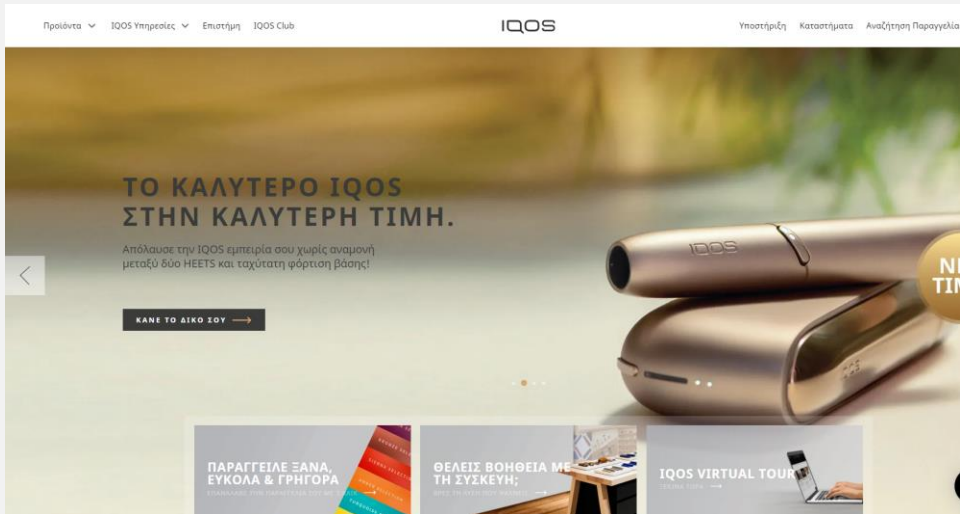 Προϊόντα
IQOS Υπηρεσίες
Επιστήμη
IQOS Club
IQOS
Υποστήριξη
Καταστήματα
Αναζήτηση Παραγγελία
ΤΟ ΚΑΛΥΤΕΡΟ IQOS
ΣΤΗΝ ΚΑΛΥΤΕΡΗ ΤΙΜΗ.
Απόλαυσε την IQOS εμπειρία σου χωρίς αναμονή
μεταξύ δύο HEETS και ταχύτατη φόρτιση βάσης!
ΚΑΝΕ ΤΟ ΔΙΚΟ ΣΟΥ
IQOS
IQOS
ΠΑΡΑΓΓΕΙΛΕ ΞΑΝΑ,
ΕΥΚΟΛΑ & ΓΡΗΓΟΡΑ
ΘΕΛΕΙΣ ΒΟΗΘΕΙΑ ΜΕ
ΤΗ ΣΥΣΚΕΥΗ;
IQOS VIRTUAL TOUR